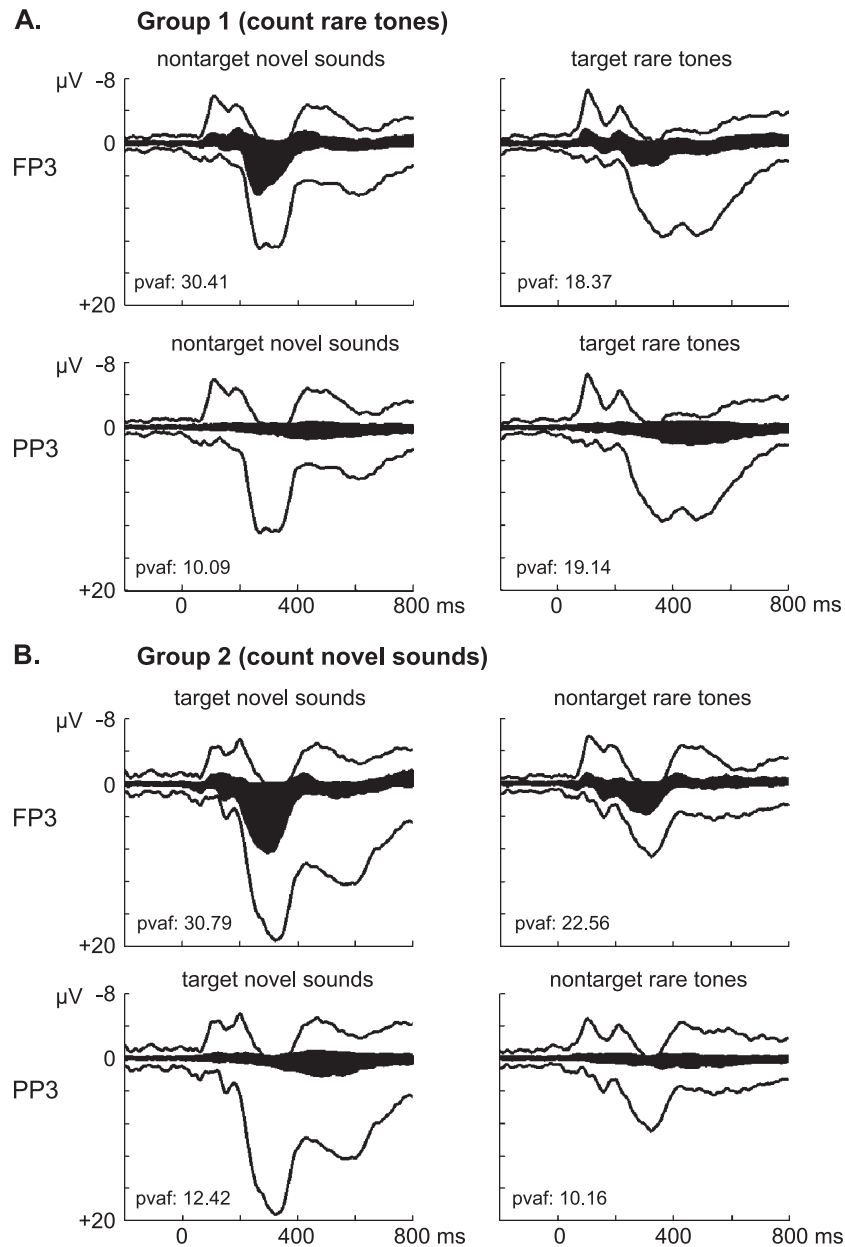 A. Group 1 (count rare tones)
nontarget novel sounds target rare tones
µV -8
0
FP3
pvaf: 30.41 pvaf: 18.37
+20
nontarget novel sounds target rare tones
µV -8
0
PP3
pvaf: 10.09 pvaf: 19.14
+20
0 400 800 ms 0 400 800 ms
B. Group 2 (count novel sounds)
target novel sounds nontarget rare tones
µV -8
0
FP3
pvaf: 30.79 pvaf: 22.56
+20
target novel sounds nontarget rare tones
µV -8
0
PP3
pvaf: 12.42 pvaf: 10.16
+20
0 400 800 ms 0 400 800 ms